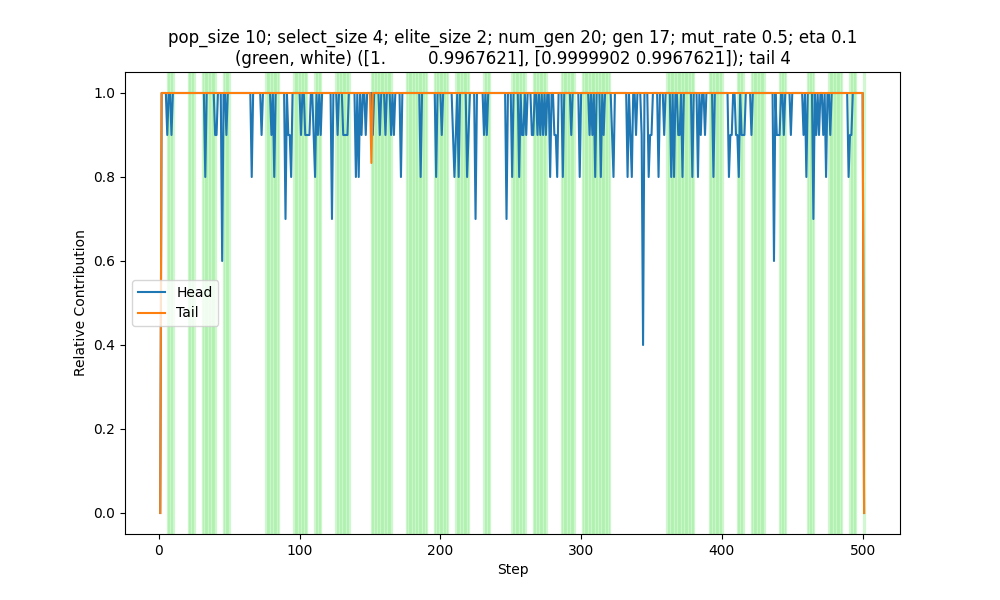 pop_size 10; select_size 4; elite_size 2; num_gen 20; gen 17; mut_rate 0.5; eta 0.1
(green, white) ([1.         0.9967621], [0.9999902 0.9967621]); tail 4
1.0
0.8
0.6
0.4
0.2
0.0
Relative Contribution
Head
Tail
0
100
200
300
400
500
Step